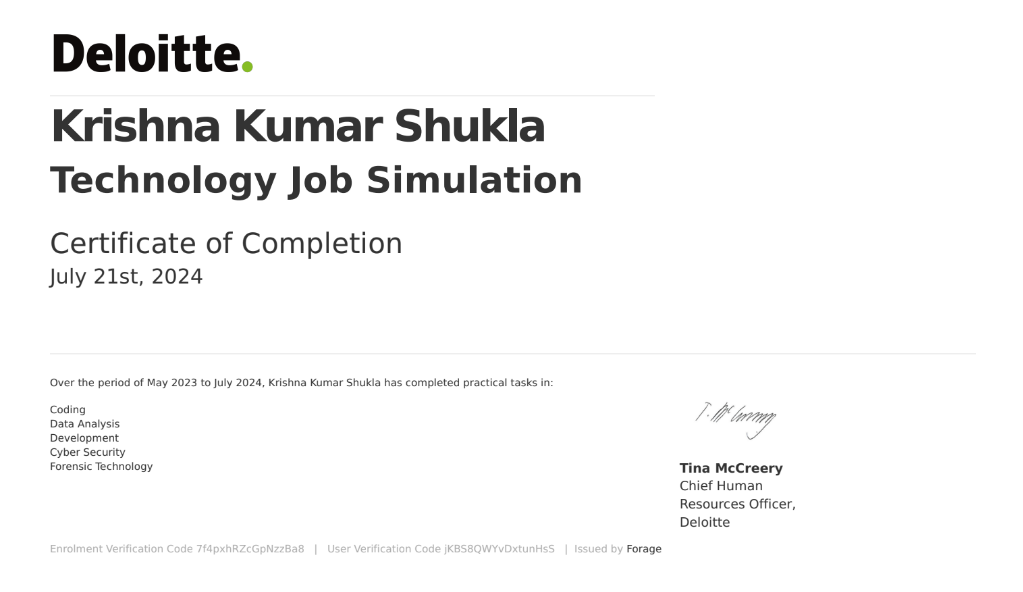 Deloitte.
Krishna Kumar Shukla
Technology Job Simulation
Certificate of Completion
July 21st, 2024
Over the period of May 2023 to July 2024, Krishna Kumar Shukla has completed practical tasks in:
Coding
Data Analysis
Development
Cyber Security
Forensic Technology
T. McCreery
Tina McCreery
Chief Human
Resources Officer,
Deloitte
Enrolment Verification Code 7f4pxhRZcGpNzzBa8 | User Verification Code jKBS8QWYvDxtunHsS | Issued by Forage